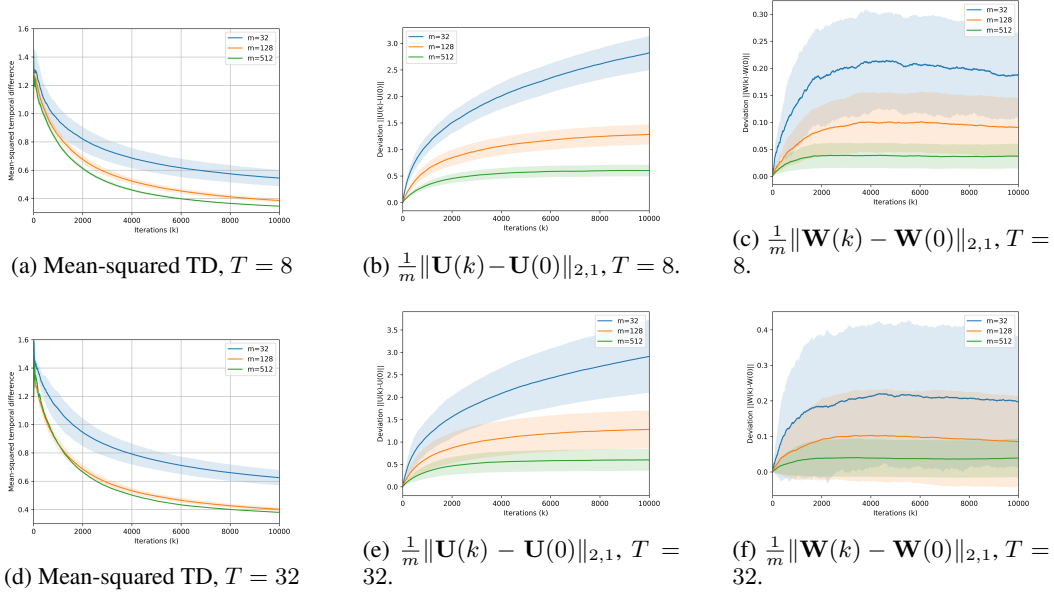 1.6
1.4
1.2
1.0
0.8
0.6
0.4
0
2000
4000
6000
8000
10000
Mean-squared temporal difference
Iterations (k)
m=32
m=128
m=512
(a) Mean-squared TD, T = 8
3.0
2.5
2.0
1.5
1.0
0.5
0.0
0
2000
4000
6000
8000
10000
Deviation ||U(k)-U(0)||
Iterations (k)
m=32
m=128
m=512
(b) 1/m ‖U(k)−U(0)‖2,1, T = 8.
0.30
0.25
0.20
0.15
0.10
0.05
0.00
0
2000
4000
6000
8000
10000
Deviation ||W(k)-W(0)||
Iterations (k)
m=32
m=128
m=512
(c) 1/m ‖W(k) − W(0)‖2,1, T =
8.
1.6
1.4
1.2
1.0
0.8
0.6
0.4
0
2000
4000
6000
8000
10000
Mean-squared temporal difference
Iterations (k)
m=32
m=128
m=512
(d) Mean-squared TD, T = 32
3.5
3.0
2.5
2.0
1.5
1.0
0.5
0.0
0
2000
4000
6000
8000
10000
Deviation ||U(k)-U(0)||
Iterations (k)
m=32
m=128
m=512
(e) 1/m ‖U(k) − U(0)‖2,1, T =
32.
0.4
0.3
0.2
0.1
0.0
0
2000
4000
6000
8000
10000
Deviation ||W(k)-W(0)||
Iterations (k)
m=32
m=128
m=512
(f) 1/m ‖W(k) − W(0)‖2,1, T =
32.